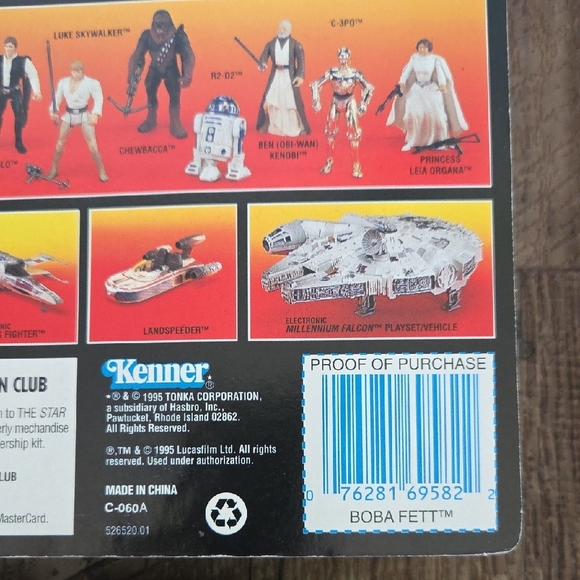 LUKE SKYWALKER™
R2-D2™
C-3PO™
LO™
CHEWBACCA™
BEN (OBI-WAN)
KENOBI™
PRINCESS
LEIA ORGANA™
NIC
FIGHTER™
LANDSPEEDER™
ELECTRONIC
MILLENNIUM FALCON™ PLAYSET/VEHICLE
N CLUB
n to THE STAR
erly merchandise
ership kit.
LUB
MasterCard.
Kenner®
*® & © 1995 TONKA CORPORATION,
a subsidiary of Hasbro, Inc.,
Pawtucket, Rhode Island 02862.
All Rights Reserved.
®,™ & © 1995 Lucasfilm Ltd. All rights
reserved. Used under authorization.
MADE IN CHINA
C-060A
526520.01
PROOF OF PURCHASE
0 76281 69582 2
BOBA FETT™